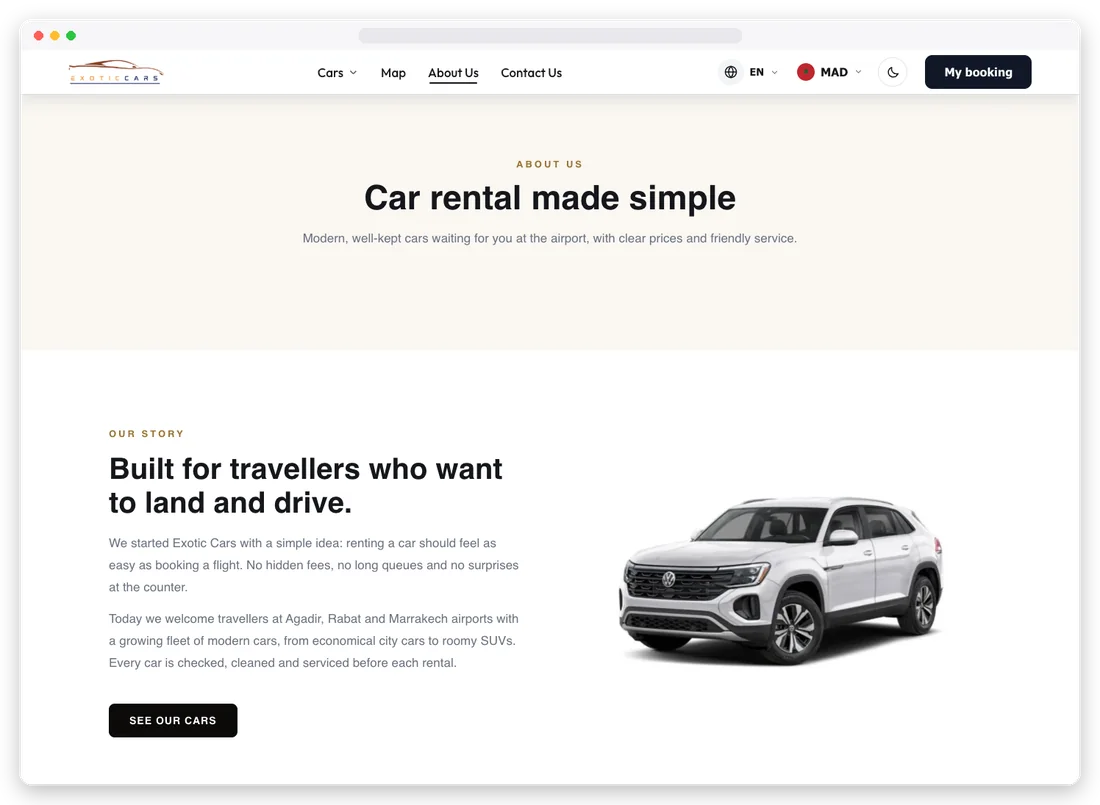 EXOTICCARS
Cars
Map
About Us
Contact Us
EN
MAD
My booking
ABOUT US
Car rental made simple
Modern, well-kept cars waiting for you at the airport, with clear prices and friendly service.
OUR STORY
Built for travellers who want
to land and drive.
We started Exotic Cars with a simple idea: renting a car should feel as
easy as booking a flight. No hidden fees, no long queues and no surprises
at the counter.
Today we welcome travellers at Agadir, Rabat and Marrakech airports with
a growing fleet of modern cars, from economical city cars to roomy SUVs.
Every car is checked, cleaned and serviced before each rental.
SEE OUR CARS